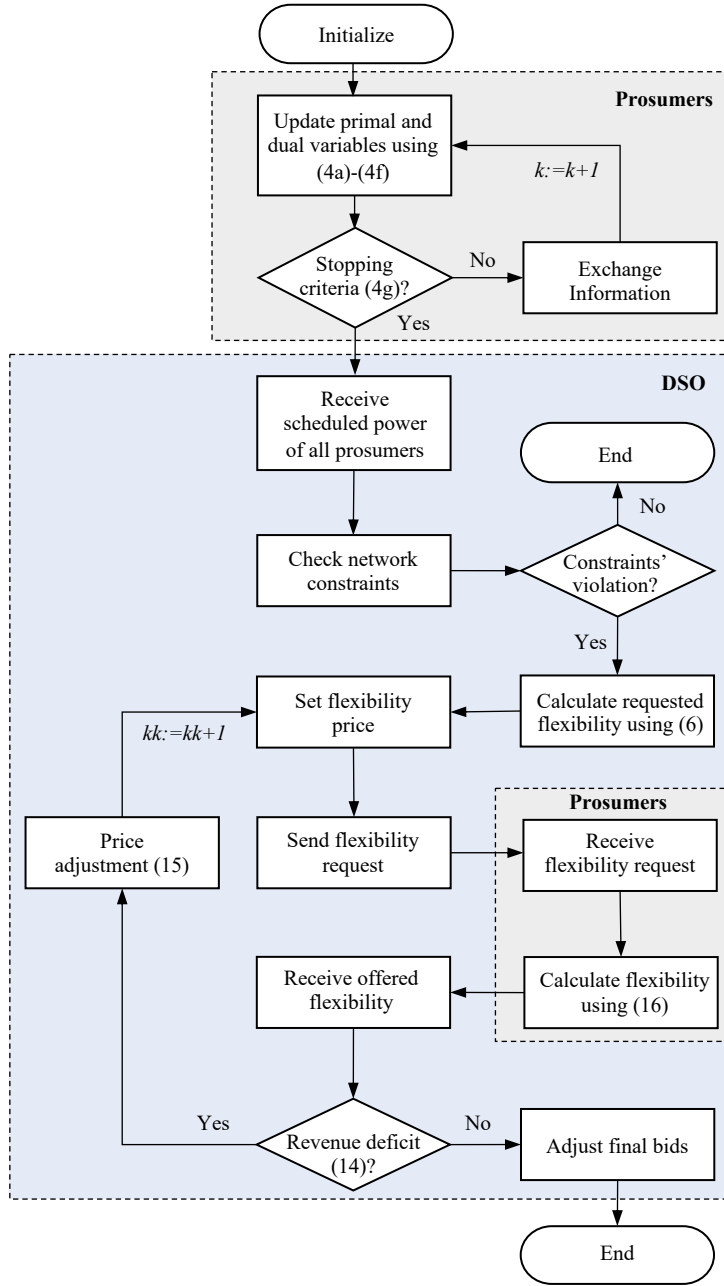 Initialize
Prosumers
Update primal and
dual variables using
(4a)-(4f)
k:=k+1
Stopping
criteria (4g)?
No
Exchange
Information
Yes
DSO
Receive
scheduled power
of all prosumers
End
No
Check network
constraints
Constraints’
violation?
Yes
Set flexibility
price
Calculate requested
flexibility using (6)
kk:=kk+1
Prosumers
Price
adjustment (15)
Send flexibility
request
Receive
flexibility request
Receive offered
flexibility
Calculate flexibility
using (16)
Yes
Revenue deficit
(14)?
No
Adjust final bids
End